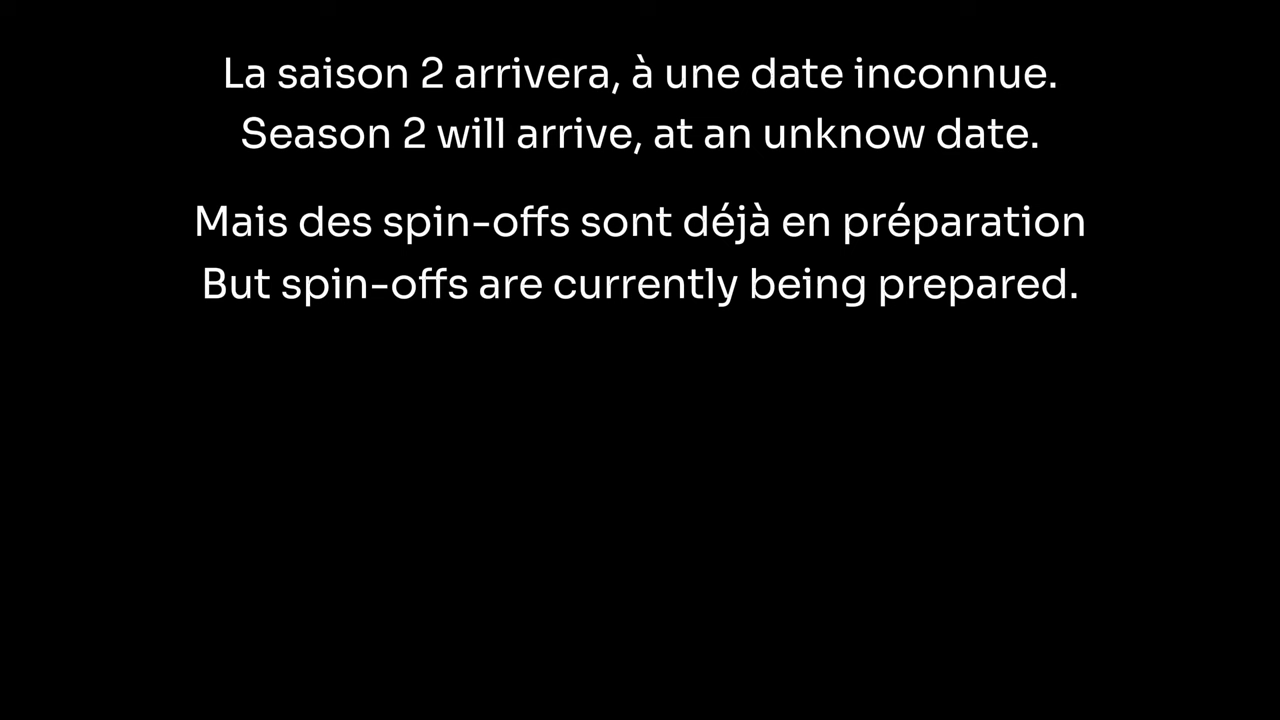 La saison 2 arrivera, à une date inconnue.
Season 2 will arrive, at an unknow date.
Mais des spin-offs sont déjà en préparation
But spin-offs are currently being prepared.